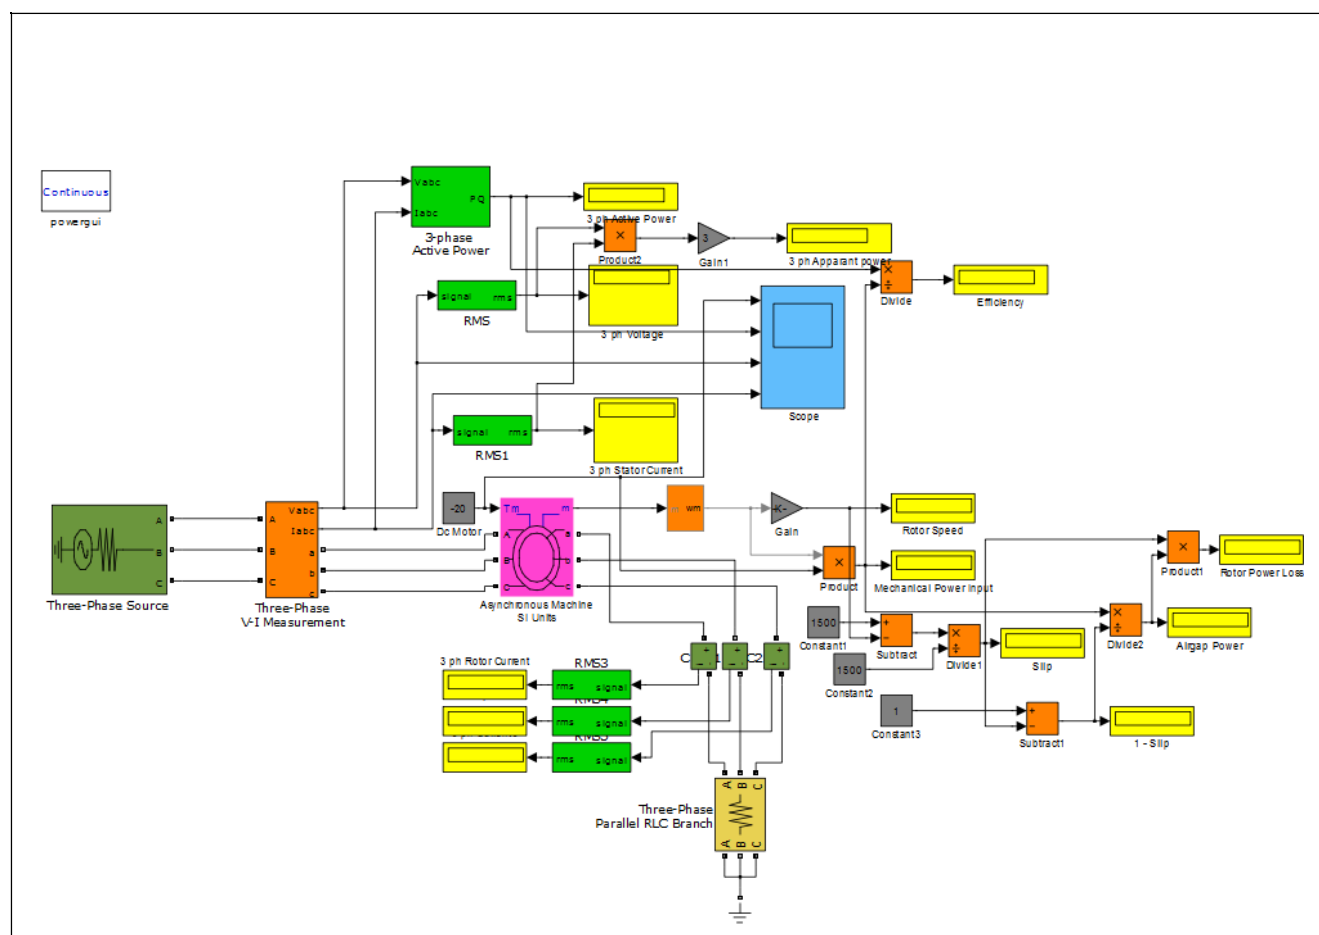 Continuous
powergui
Vabc
Iabc
PQ
3-phase
Active Power
3 ph Active Power
×
Product2
3
Gain1
3 ph Apparant power
×
÷
Divide
Efficiency
signal rms
RMS
3 ph Voltage
Scope
signal rms
RMS1
3 ph Stator Current
A
B
C
Three-Phase Source
A
B
C
Vabc
Iabc
a
b
c
Three-Phase
V-I Measurement
-20
Dc Motor
Tm
m
A
B
C
a
b
c
Asynchronous Machine
SI Units
m wm
-K-
Gain
Rotor Speed
×
Product
Mechanical Power Input
1500
Constant1
+
−
Subtract
1500
Constant2
×
÷
Divide1
Slip
1
Constant3
+
−
Subtract1
1 - Slip
×
÷
Divide2
Airgap Power
×
Product1
Rotor Power Loss
3 ph Rotor Current
RMS3
rms signal
rms signal
rms signal
+
-
+
-
+
-
A B C
A B C
Three-Phase
Parallel RLC Branch